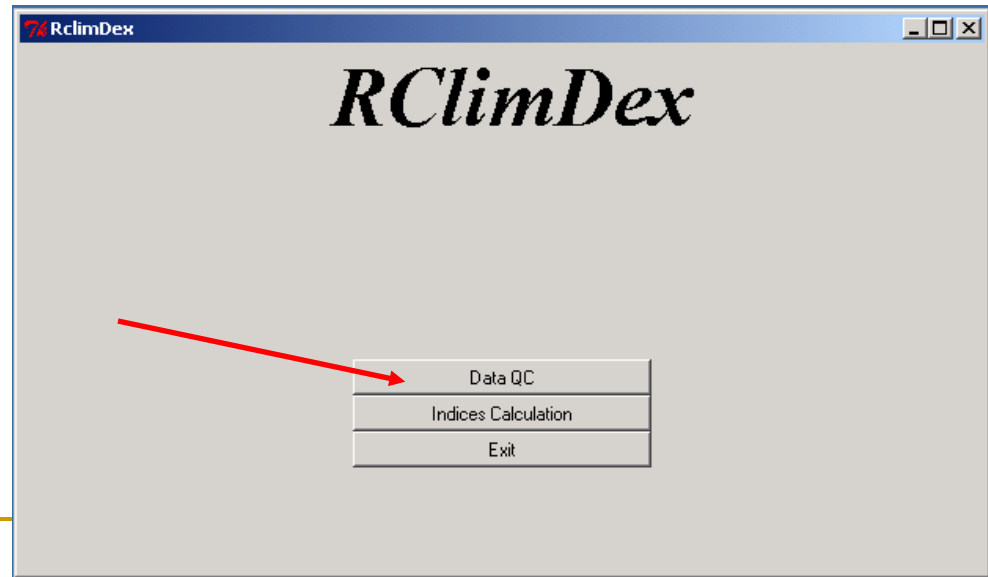 RclimDex
RClimDex
Data QC
Indices Calculation
Exit